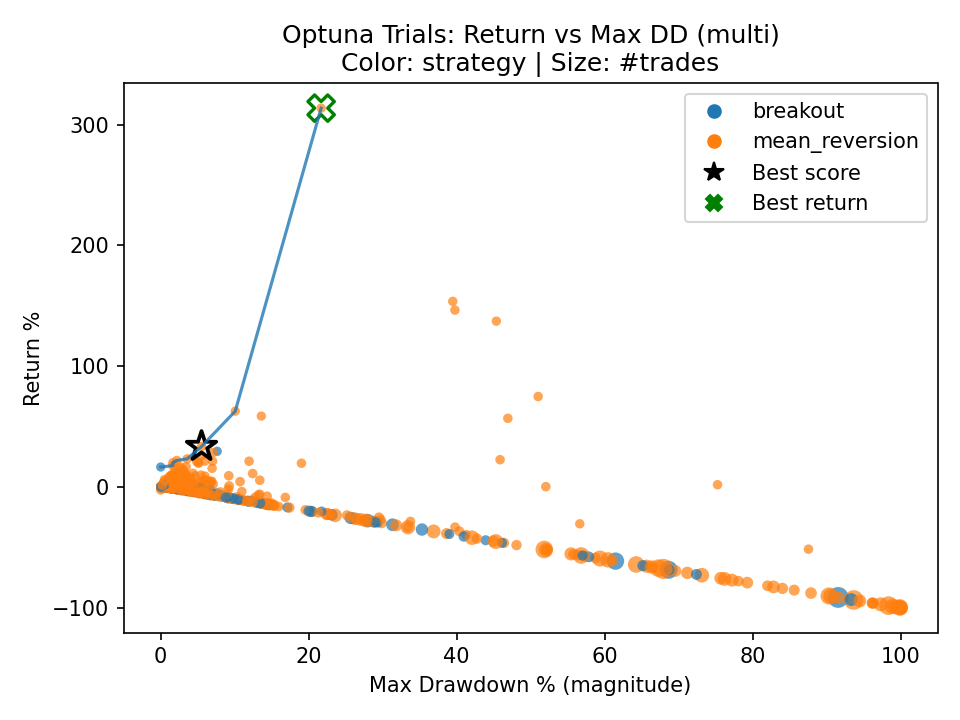 Optuna Trials: Return vs Max DD (multi)
Color: strategy | Size: #trades
breakout
mean_reversion
Best score
Best return
Return %
300
200
100
0
−100
0
20
40
60
80
100
Max Drawdown % (magnitude)